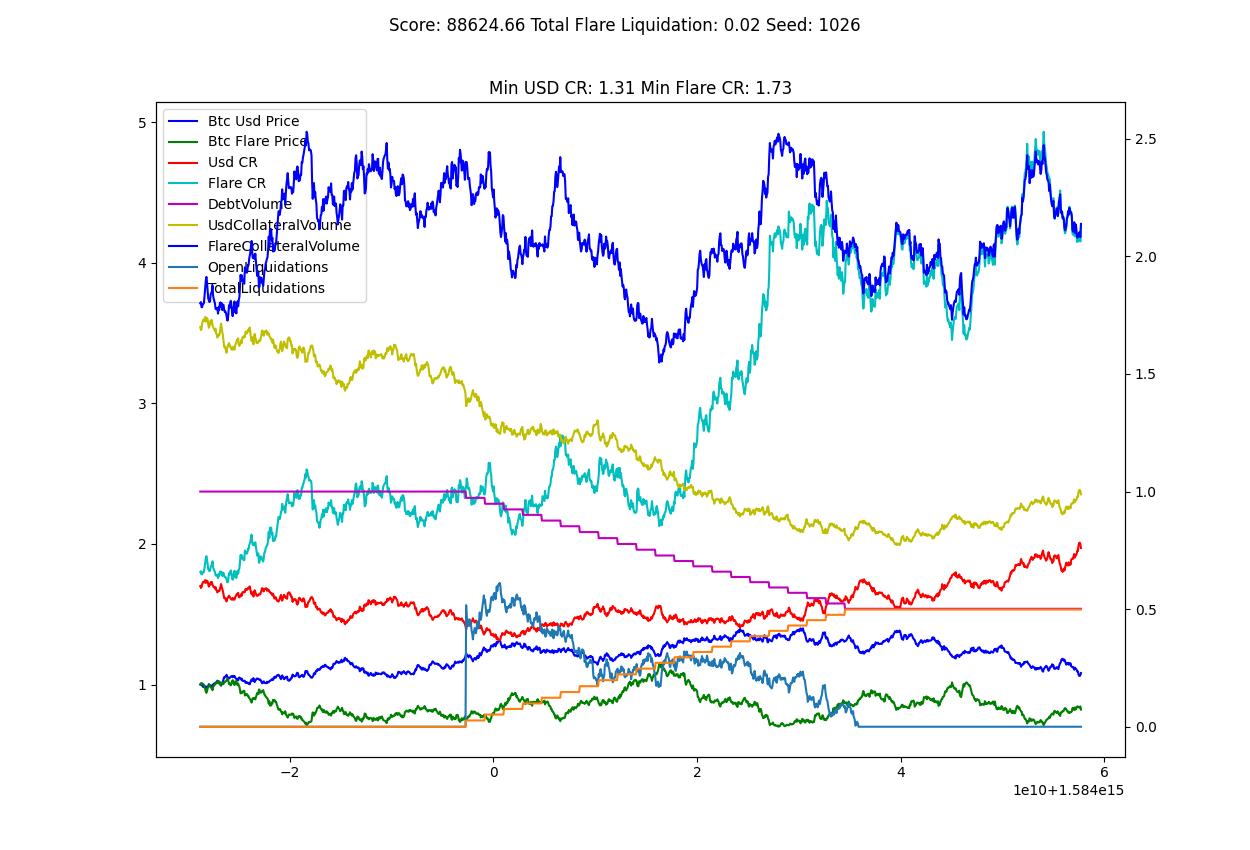 Score: 88624.66 Total Flare Liquidation: 0.02 Seed: 1026
Min USD CR: 1.31 Min Flare CR: 1.73
Btc Usd Price
Btc Flare Price
Usd CR
Flare CR
DebtVolume
UsdCollateralVolume
FlareCollateralVolume
OpenLiquidations
TotalLiquidations
5
4
3
2
1
2.5
2.0
1.5
1.0
0.5
0.0
−2 0 2 4 6
1e10+1.584e15